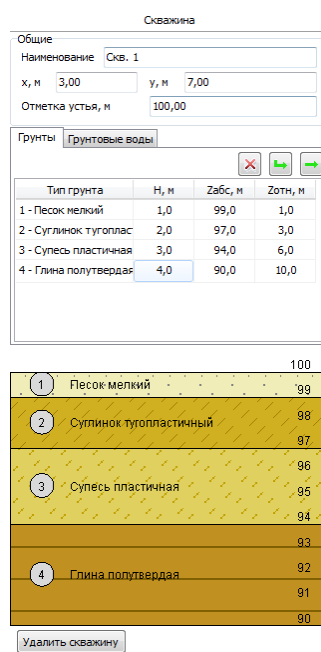 Скважина
Общие
Наименование Скв. 1
x, м 3,00 y, м 7,00
Отметка устья, м 100,00
Грунты Грунтовые воды
Тип грунта H, м Zабс, м Zотн, м
1 - Песок мелкий 1,0 99,0 1,0
2 - Суглинок тугоплас 2,0 97,0 3,0
3 - Супесь пластичная 3,0 94,0 6,0
4 - Глина полутвердая 4,0 90,0 10,0
100
1 Песок мелкий 99
2 Суглинок тугопластичный 98
97
96
3 Супесь пластичная 95
94
93
4 Глина полутвердая 92
91
90
Удалить скважину